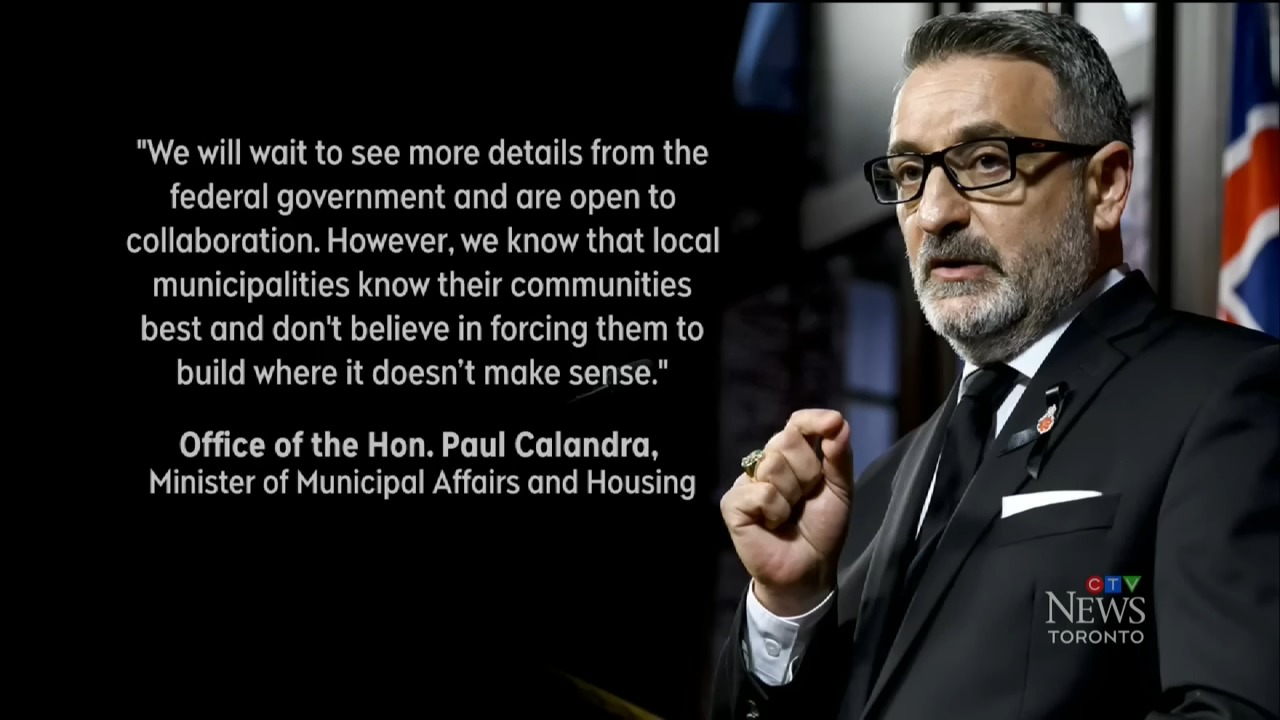 "We will wait to see more details from the
federal government and are open to
collaboration. However, we know that local
municipalities know their communities
best and don't believe in forcing them to
build where it doesn’t make sense."
Office of the Hon. Paul Calandra,
Minister of Municipal Affairs and Housing
CTV
NEWS
TORONTO